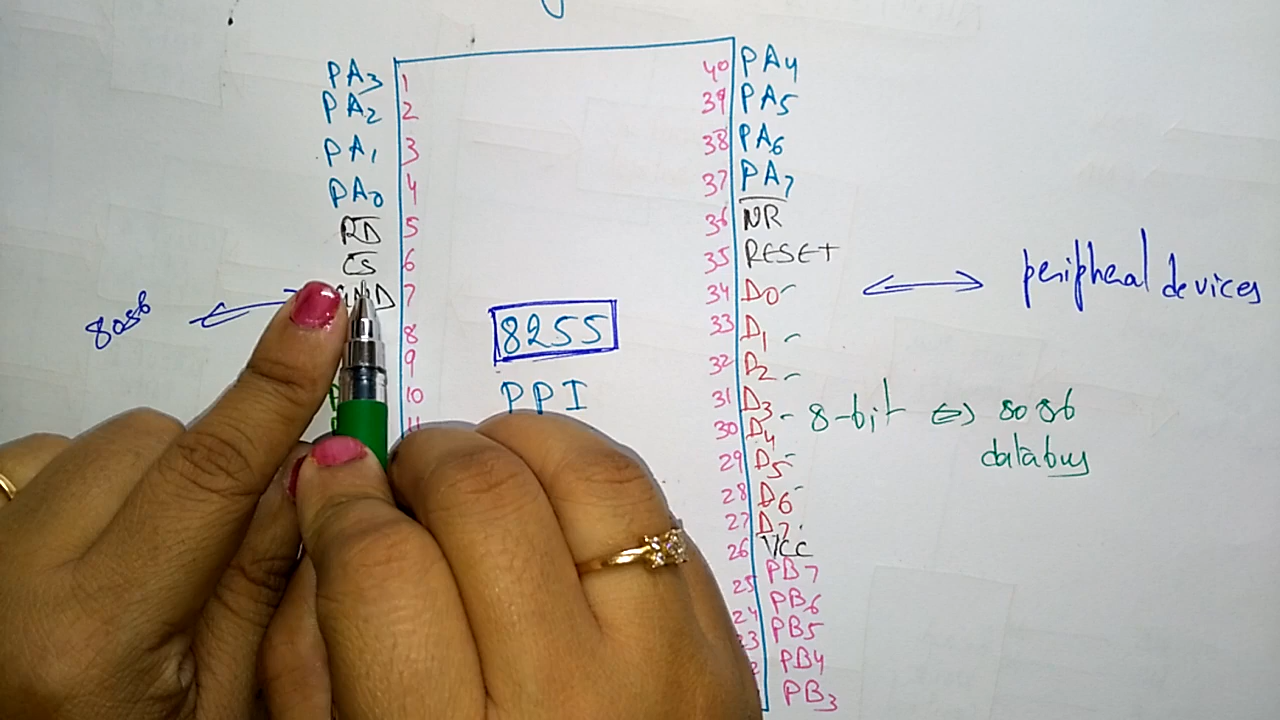 PA3 1
PA2 2
PA1 3
PA0 4
RD 5
CS 6
GND 7
8
9
10
11
8086
8255
PPI
40 PA4
39 PA5
38 PA6
37 PA7
36 WR
35 RESET
34 D0
33 D1
32 D2
31 D3
30 D4
29 D5
28 D6
27 D7
26 VCC
25 PB7
24 PB6
PB5
PB4
PB3
peripheral devices
8-bit ⇔ 8086
databus